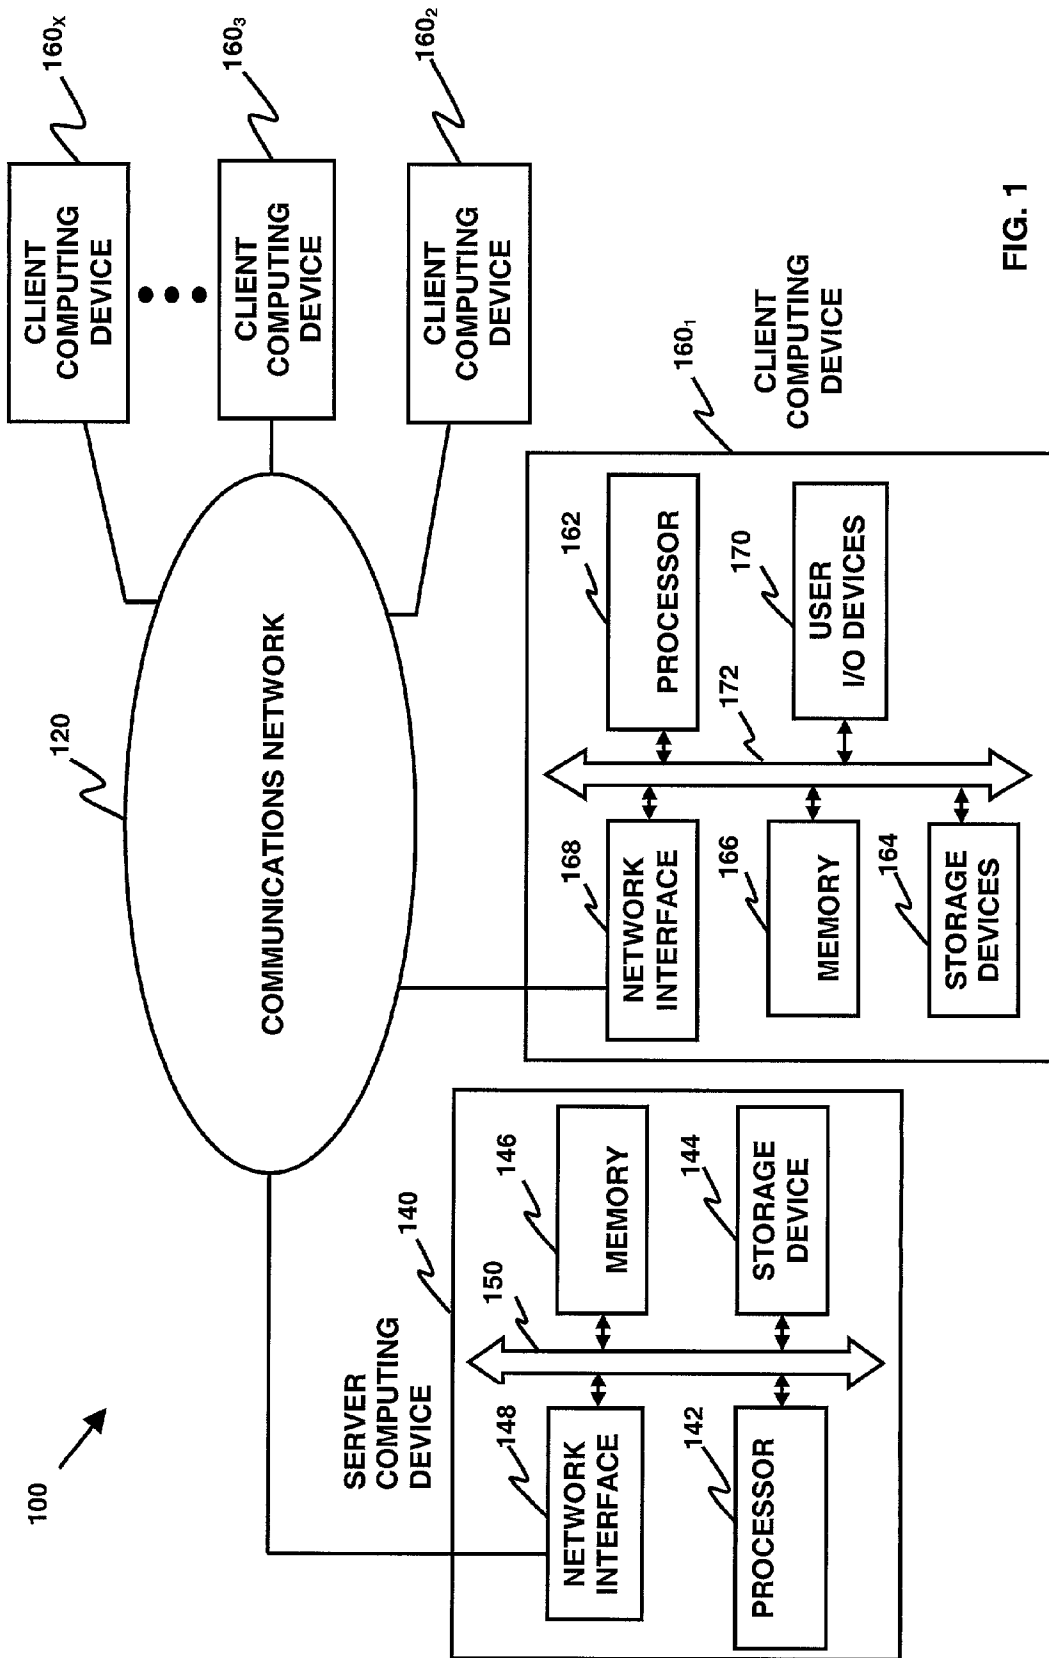 100
120
COMMUNICATIONS NETWORK
CLIENT
COMPUTING
DEVICE
160X
CLIENT
COMPUTING
DEVICE
1603
CLIENT
COMPUTING
DEVICE
1602
SERVER
COMPUTING
DEVICE
140
148
NETWORK
INTERFACE
150
146
MEMORY
142
PROCESSOR
144
STORAGE
DEVICE
1601
CLIENT
COMPUTING
DEVICE
168
NETWORK
INTERFACE
162
PROCESSOR
172
166
MEMORY
170
USER
I/O DEVICES
164
STORAGE
DEVICES
FIG. 1